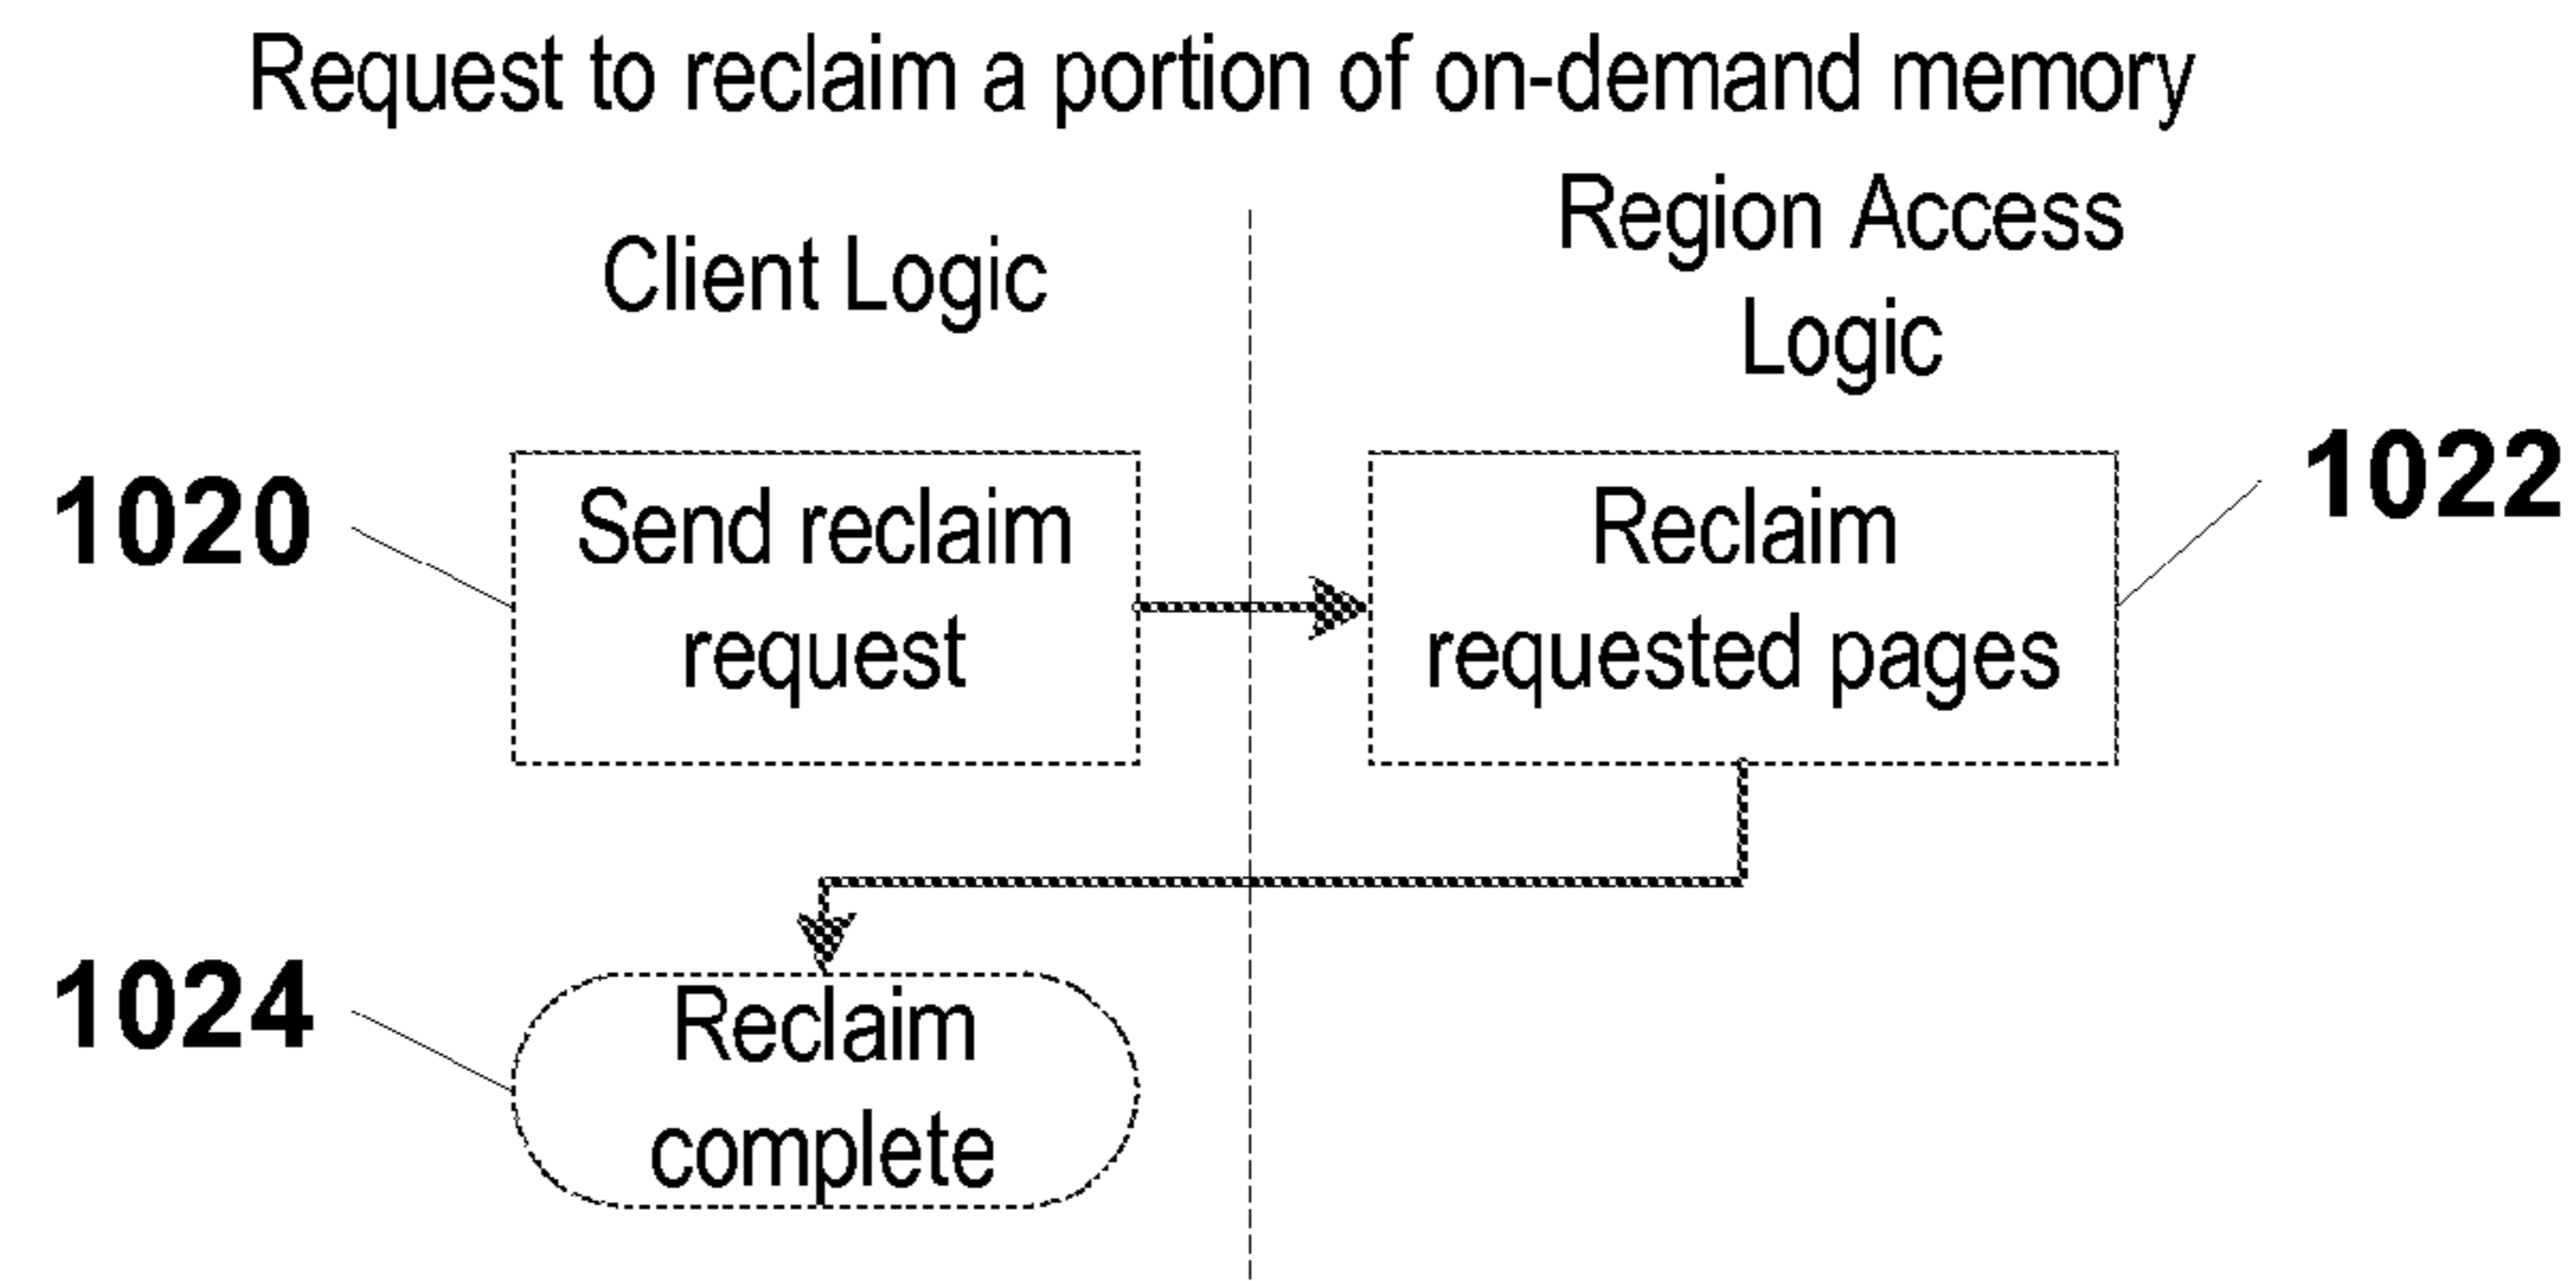 Request to reclaim a portion of on-demand memory
Client Logic
Region Access
Logic
1020
Send reclaim
request
Reclaim
requested pages
1022
1024
Reclaim
complete